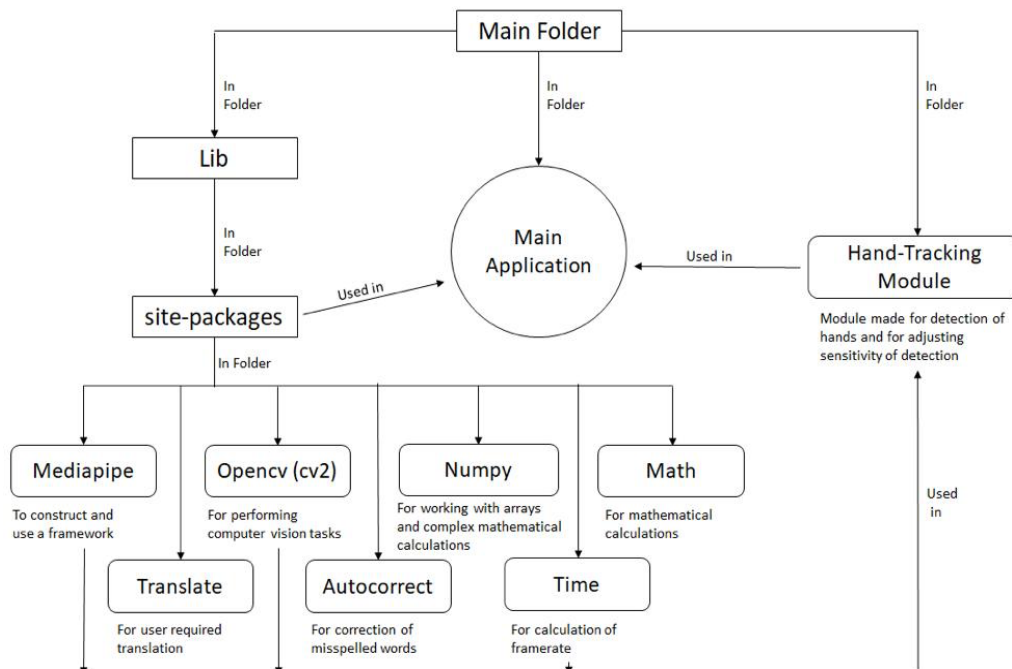 Main Folder
In
Folder
In
Folder
In
Folder
Lib
In
Folder
Main
Application
Used in
Hand-Tracking
Module
Used in
site-packages
Module made for detection of
hands and for adjusting
sensitivity of detection
In Folder
Mediapipe
Opencv (cv2)
Numpy
Math
To construct and
use a framework
For performing
computer vision tasks
For working with arrays
and complex mathematical
calculations
For mathematical
calculations
Used
in
Translate
Autocorrect
Time
For user required
translation
For correction of
misspelled words
For calculation of
framerate